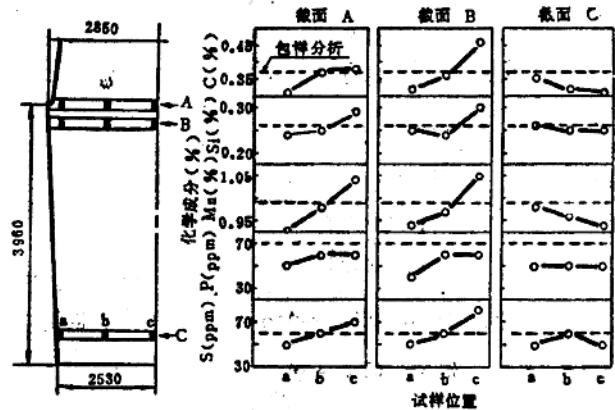 2850
A
B
3960
a b c
C
2530
截面 A 截面 B 截面 C
包样分析
化学成分(%)
C(%)
0.45
0.35
Si(%)
0.30
0.20
Mn(%)
1.05
0.95
P(ppm)
70
30
S(ppm)
70
30
a b c a b c a b c
试样位置